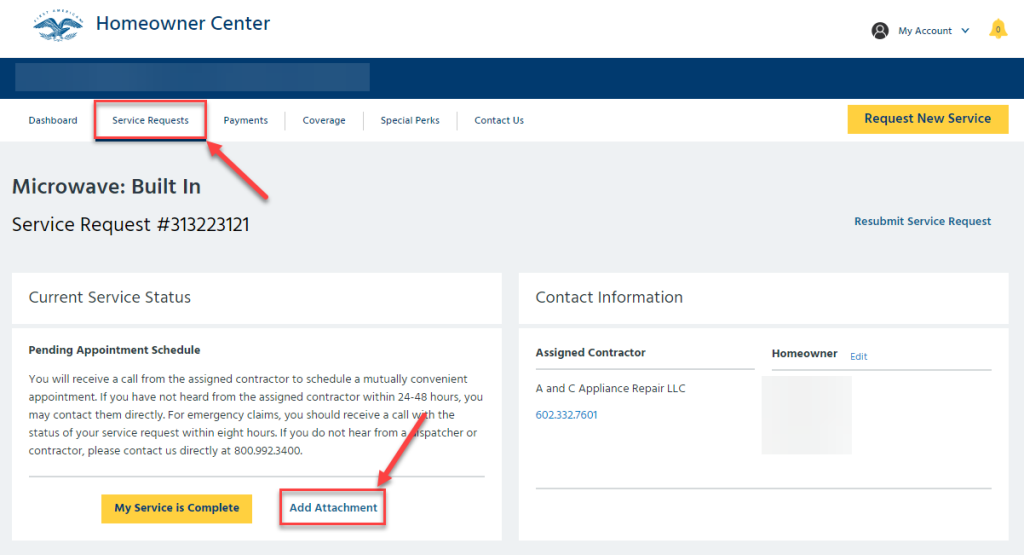 FIRST AMERICAN
Homeowner Center
My Account
0
Dashboard
Service Requests
Payments
Coverage
Special Perks
Contact Us
Request New Service
Microwave: Built In
Service Request #313223121
Resubmit Service Request
Current Service Status
Pending Appointment Schedule
You will receive a call from the assigned contractor to schedule a mutually convenient
appointment. If you have not heard from the assigned contractor within 24-48 hours, you
may contact them directly. For emergency claims, you should receive a call with the
status of your service request within eight hours. If you do not hear from a dispatcher or
contractor, please contact us directly at 800.992.3400.
My Service is Complete
Add Attachment
Contact Information
Assigned Contractor
A and C Appliance Repair LLC
602.332.7601
Homeowner
Edit